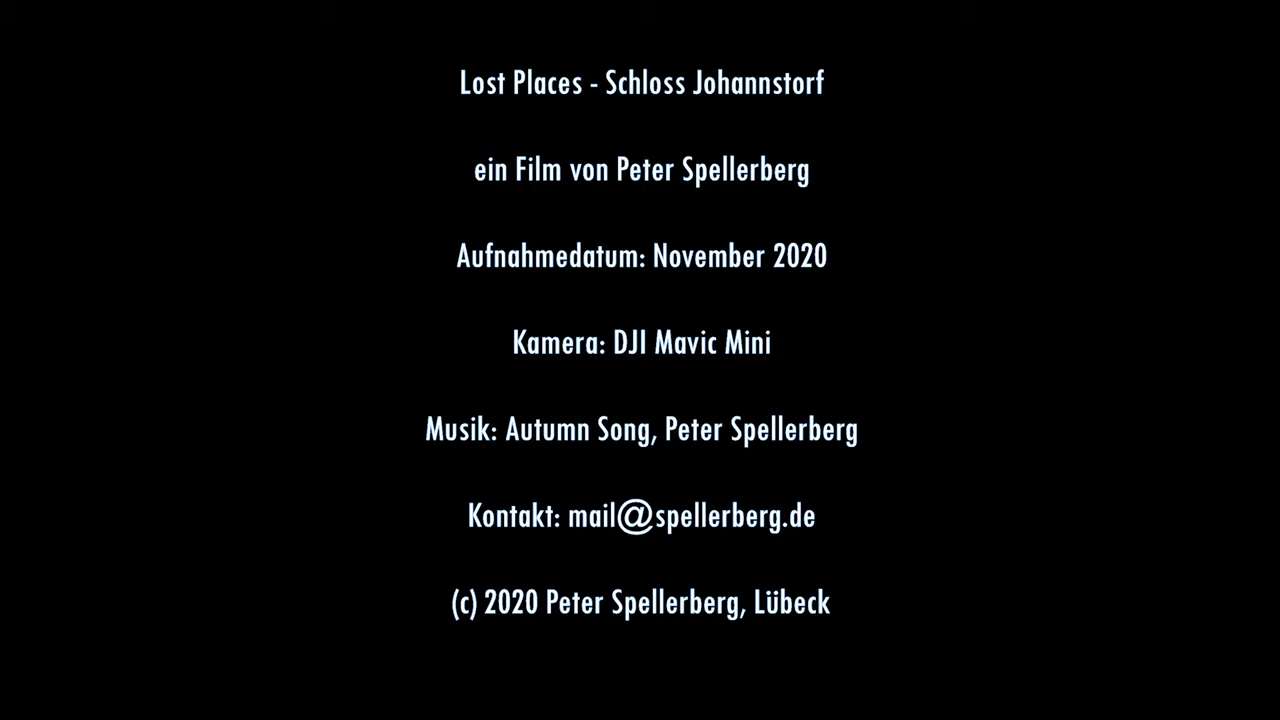 Lost Places - Schloss Johannstorf
ein Film von Peter Spellerberg
Aufnahmedatum: November 2020
Kamera: DJI Mavic Mini
Musik: Autumn Song, Peter Spellerberg
Kontakt: mail@spellerberg.de
(c) 2020 Peter Spellerberg, Lübeck